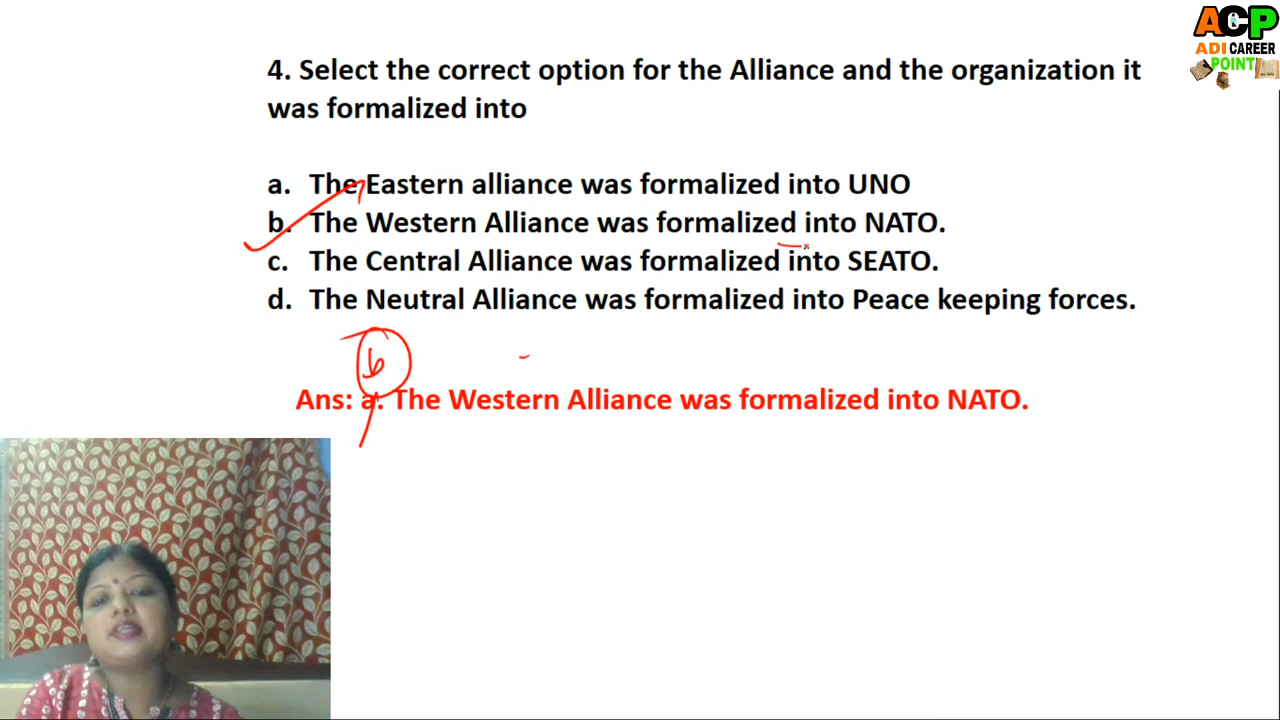 ACP
ADI CAREER
POINT
4. Select the correct option for the Alliance and the organization it
was formalized into
a. The Eastern alliance was formalized into UNO
b. The Western Alliance was formalized into NATO.
c. The Central Alliance was formalized into SEATO.
d. The Neutral Alliance was formalized into Peace keeping forces.
b
Ans: a. The Western Alliance was formalized into NATO.